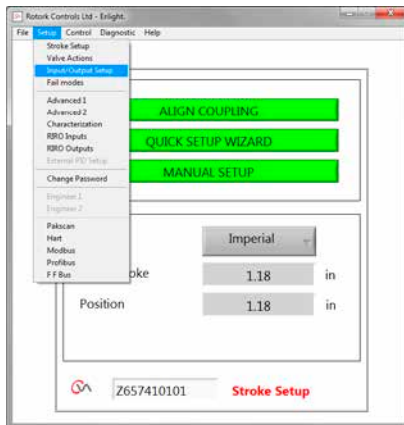 Rotork Controls Ltd - Enlight.
File Setup Control Diagnostic Help
Stroke Setup
Valve Actions
Input/Output Setup
Fail modes
Advanced 1
Advanced 2
Characterization
RIRO Inputs
RIRO Outputs
External PID Setup
Change Password
Engineer 1
Engineer 2
Pakscan
Hart
Modbus
Profibus
F F Bus
ALIGN COUPLING
QUICK SETUP WIZARD
MANUAL SETUP
Imperial
oke 1.18 in
Position 1.18 in
Z657410101 Stroke Setup